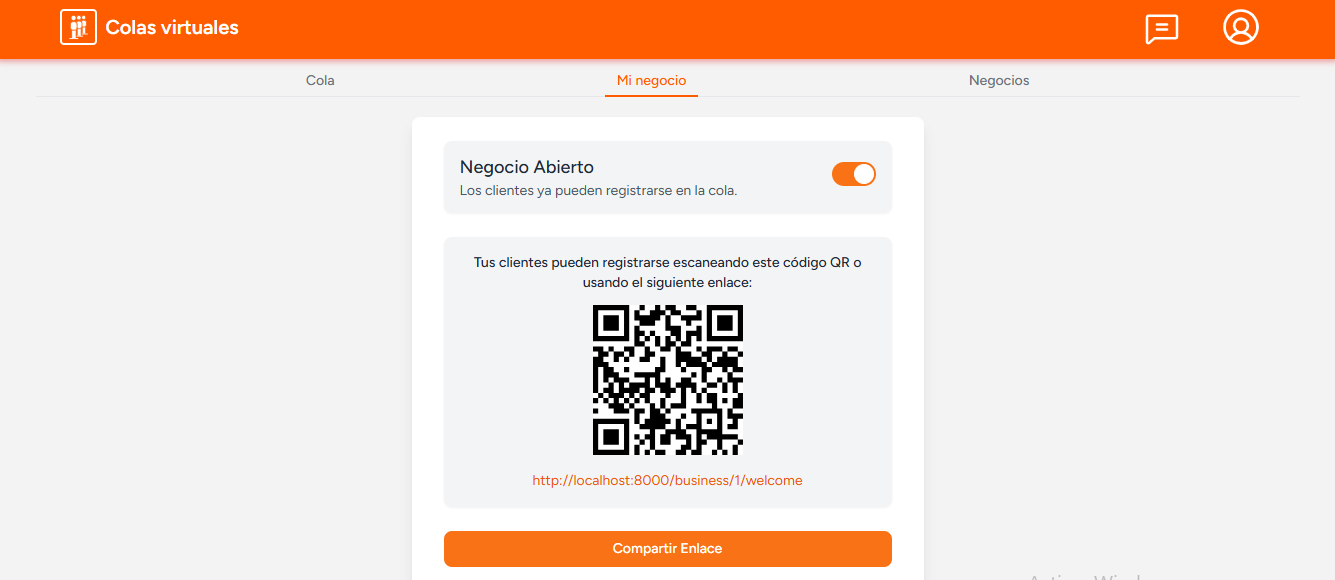 Colas virtuales
Cola
Mi negocio
Negocios
Negocio Abierto
Los clientes ya pueden registrarse en la cola.
Tus clientes pueden registrarse escaneando este código QR o
usando el siguiente enlace:
http://localhost:8000/business/1/welcome
Compartir Enlace